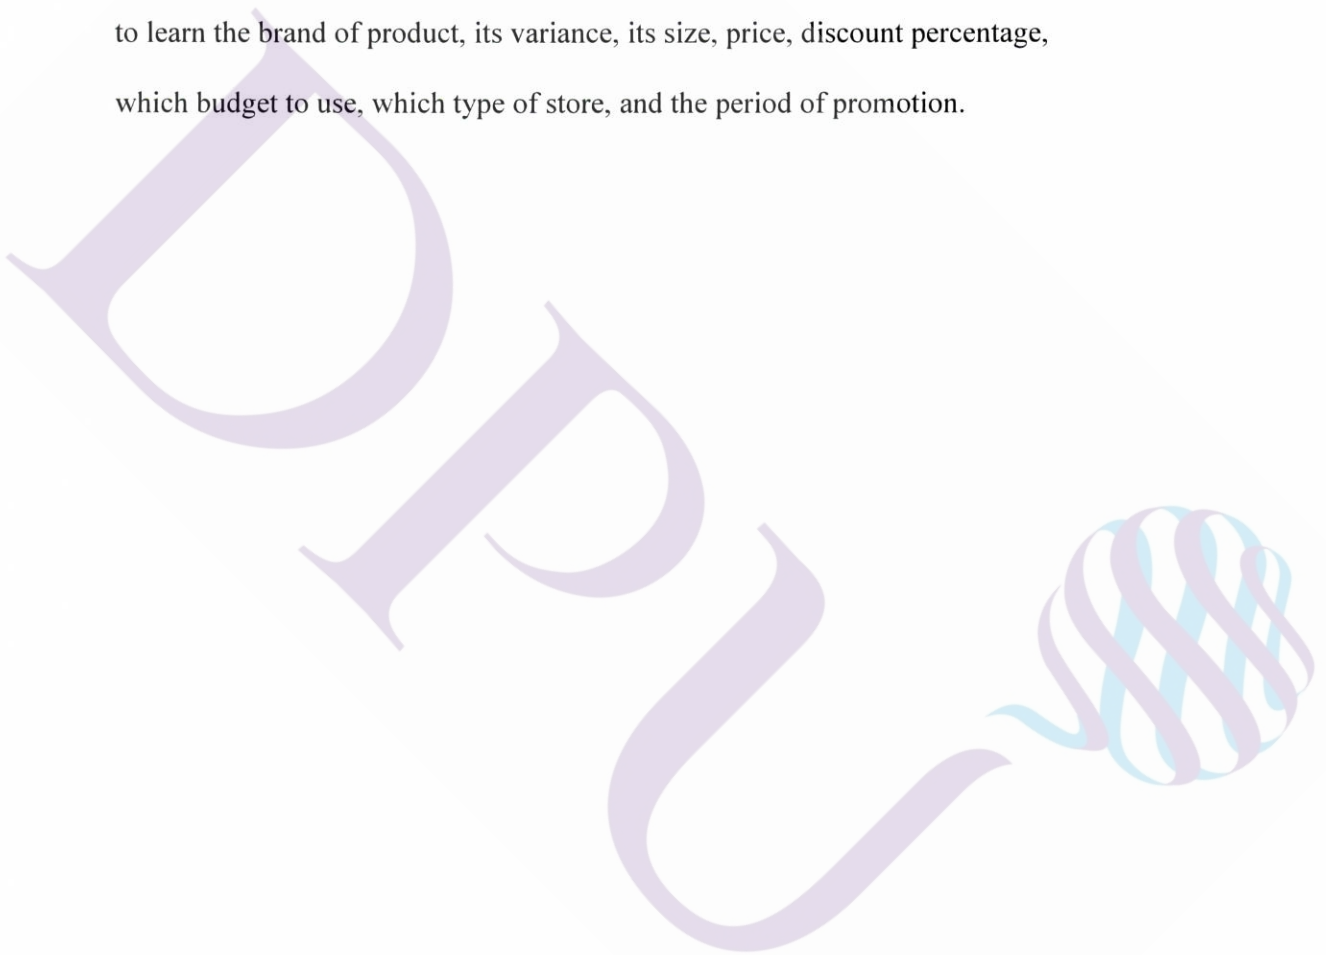 to learn the brand of product, its variance, its size, price, discount percentage,
which budget to use, which type of store, and the period of promotion.
DPU